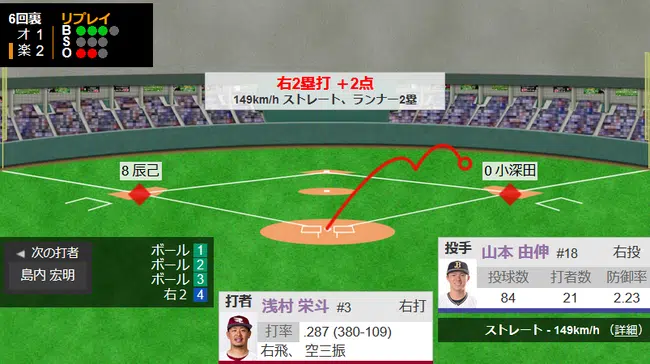 6回裏 リプレイ
オ 1
楽 2
B
S
O
右2塁打 +2点
149km/h ストレート、ランナー2塁
8 辰己
0 小深田
◀ 次の打者
島内 宏明
ボール 1
ボール 2
ボール 3
右2 4
打者 浅村 栄斗 #3 右打
打率 .287 (380-109)
右飛、 空三振
投手 山本 由伸 #18 右投
投球数 打者数 防御率
84 21 2.23
ストレート - 149km/h （詳細）